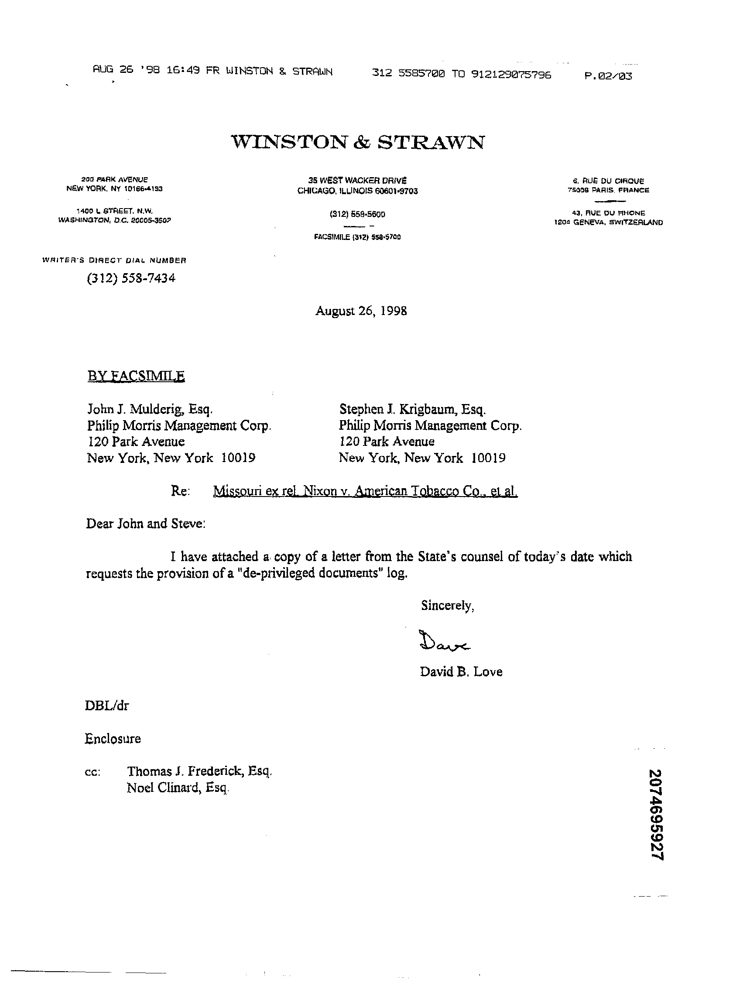 AUG 26 '98 16:49 FR WINSTON & STRAWN 312 5585700 TO 912129075796 P.02/03
WINSTON & STRAWN
200 PARK AVENUE
NEW YORK, NY 10166-4193
1400 L STREET, N.W.
WASHINGTON, D.C. 20005-3502
35 WEST WACKER DRIVE
CHICAGO, ILLINOIS 60601-9703
(312) 558-5600
FACSIMILE (312) 558-5700
6, RUE DU CIRQUE
75008 PARIS, FRANCE
43, RUE DU RHONE
1204 GENEVA, SWITZERLAND
WRITER'S DIRECT DIAL NUMBER
(312) 558-7434
August 26, 1998
BY FACSIMILE
John J. Mulderig, Esq.
Philip Morris Management Corp.
120 Park Avenue
New York, New York 10019
Stephen J. Krigbaum, Esq.
Philip Morris Management Corp.
120 Park Avenue
New York, New York 10019
Re: Missouri ex rel. Nixon v. American Tobacco Co., et al.
Dear John and Steve:
I have attached a copy of a letter from the State's counsel of today's date which
requests the provision of a "de-privileged documents" log.
Sincerely,
Dave
David B. Love
DBL/dr
Enclosure
cc: Thomas J. Frederick, Esq.
Noel Clinard, Esq.
2074695927